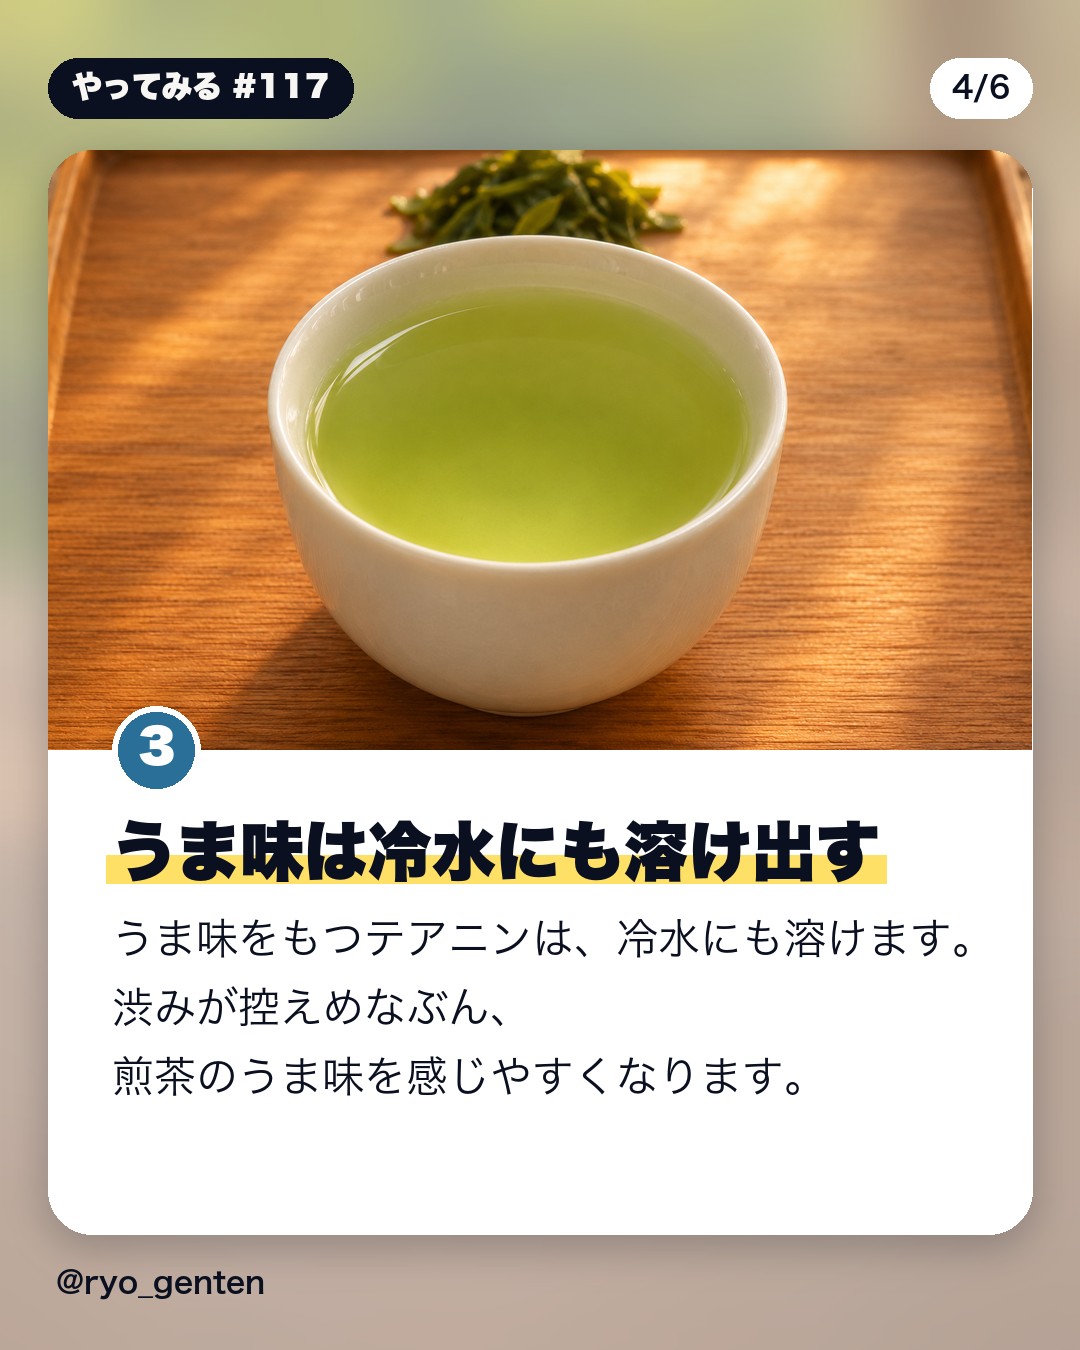 やってみる #117
4/6
3
うま味は冷水にも溶け出す
うま味をもつテアニンは、冷水にも溶けます。
渋みが控えめなぶん、
煎茶のうま味を感じやすくなります。
@ryo_genten